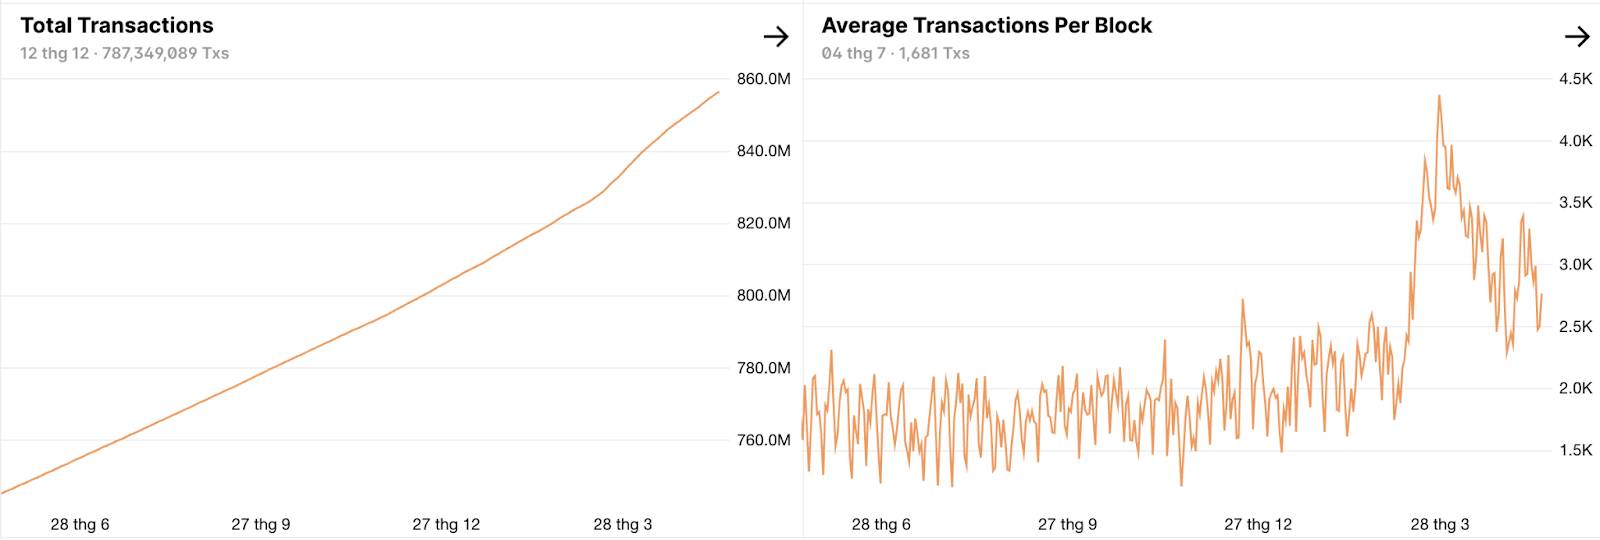 Total Transactions
12 thg 12 · 787,349,089 Txs
860.0M
840.0M
820.0M
800.0M
780.0M
760.0M
28 thg 6
27 thg 9
27 thg 12
28 thg 3
Average Transactions Per Block
04 thg 7 · 1,681 Txs
4.5K
4.0K
3.5K
3.0K
2.5K
2.0K
1.5K
28 thg 6
27 thg 9
27 thg 12
28 thg 3